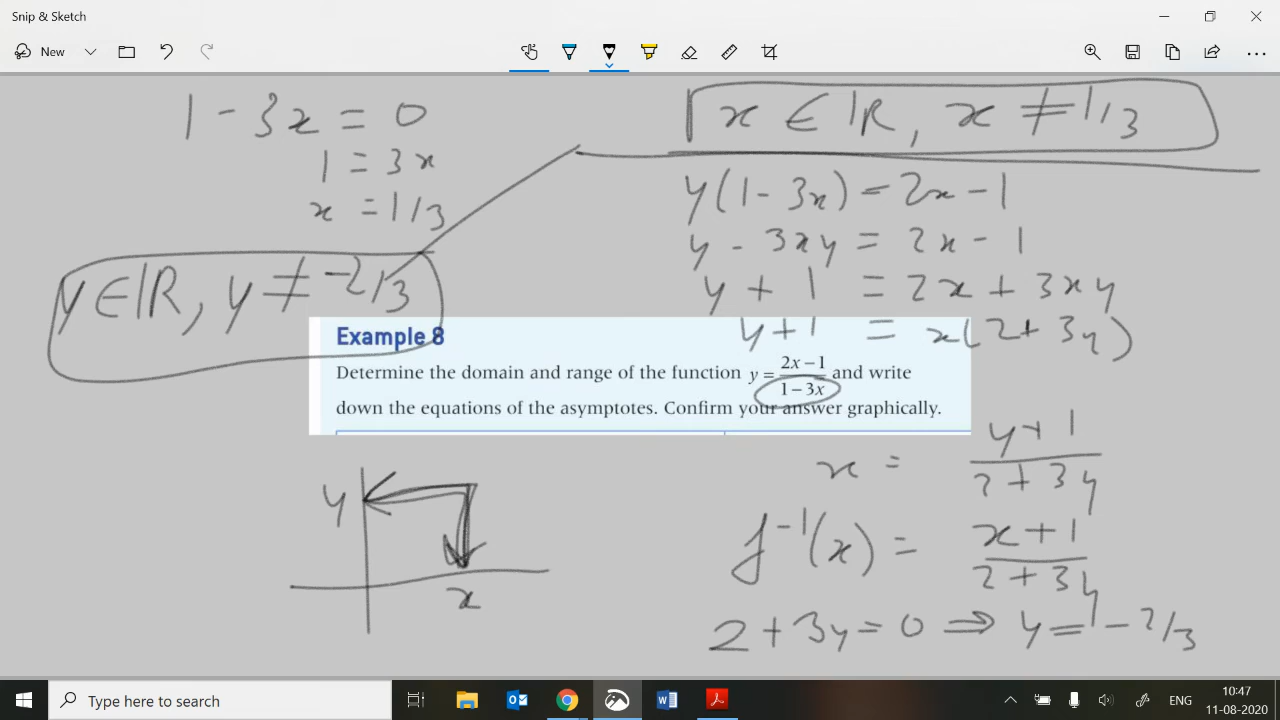 Snip & Sketch
New
1 - 3x = 0
1 = 3x
x = 1/3
y ∈ ℝ, y ≠ -2/3
x ∈ ℝ, x ≠ 1/3
y(1 - 3x) = 2x - 1
y - 3xy = 2x - 1
y + 1 = 2x + 3xy
y + 1 = x(2 + 3y)
Example 8
Determine the domain and range of the function y = (2x - 1)/(1 - 3x) and write
down the equations of the asymptotes. Confirm your answer graphically.
y
x
x = (y + 1)/(2 + 3y)
f⁻¹(x) = (x + 1)/(2 + 3y)
2 + 3y = 0 ⇒ y = -2/3
Type here to search
ENG
10:47
11-08-2020